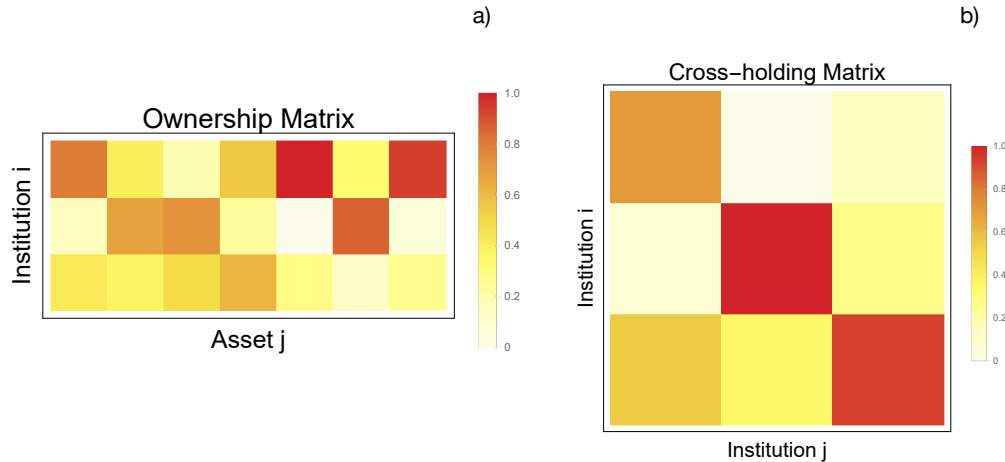 a)
Ownership Matrix
Institution i
Asset j
1.0
0.8
0.6
0.4
0.2
0
b)
Cross−holding Matrix
Institution i
Institution j
1.0
0.8
0.6
0.4
0.2
0